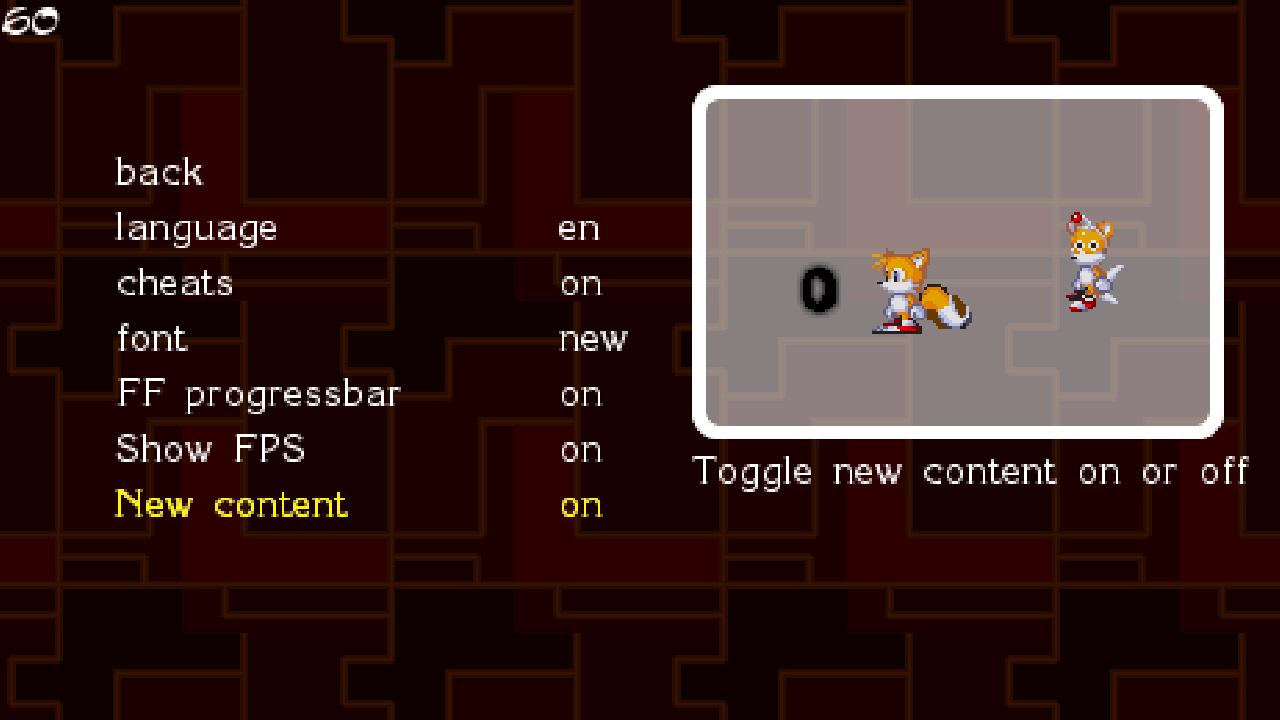 60
back
language en
cheats on
font new
FF progressbar on
Show FPS on
New content on
0
Toggle new content on or off